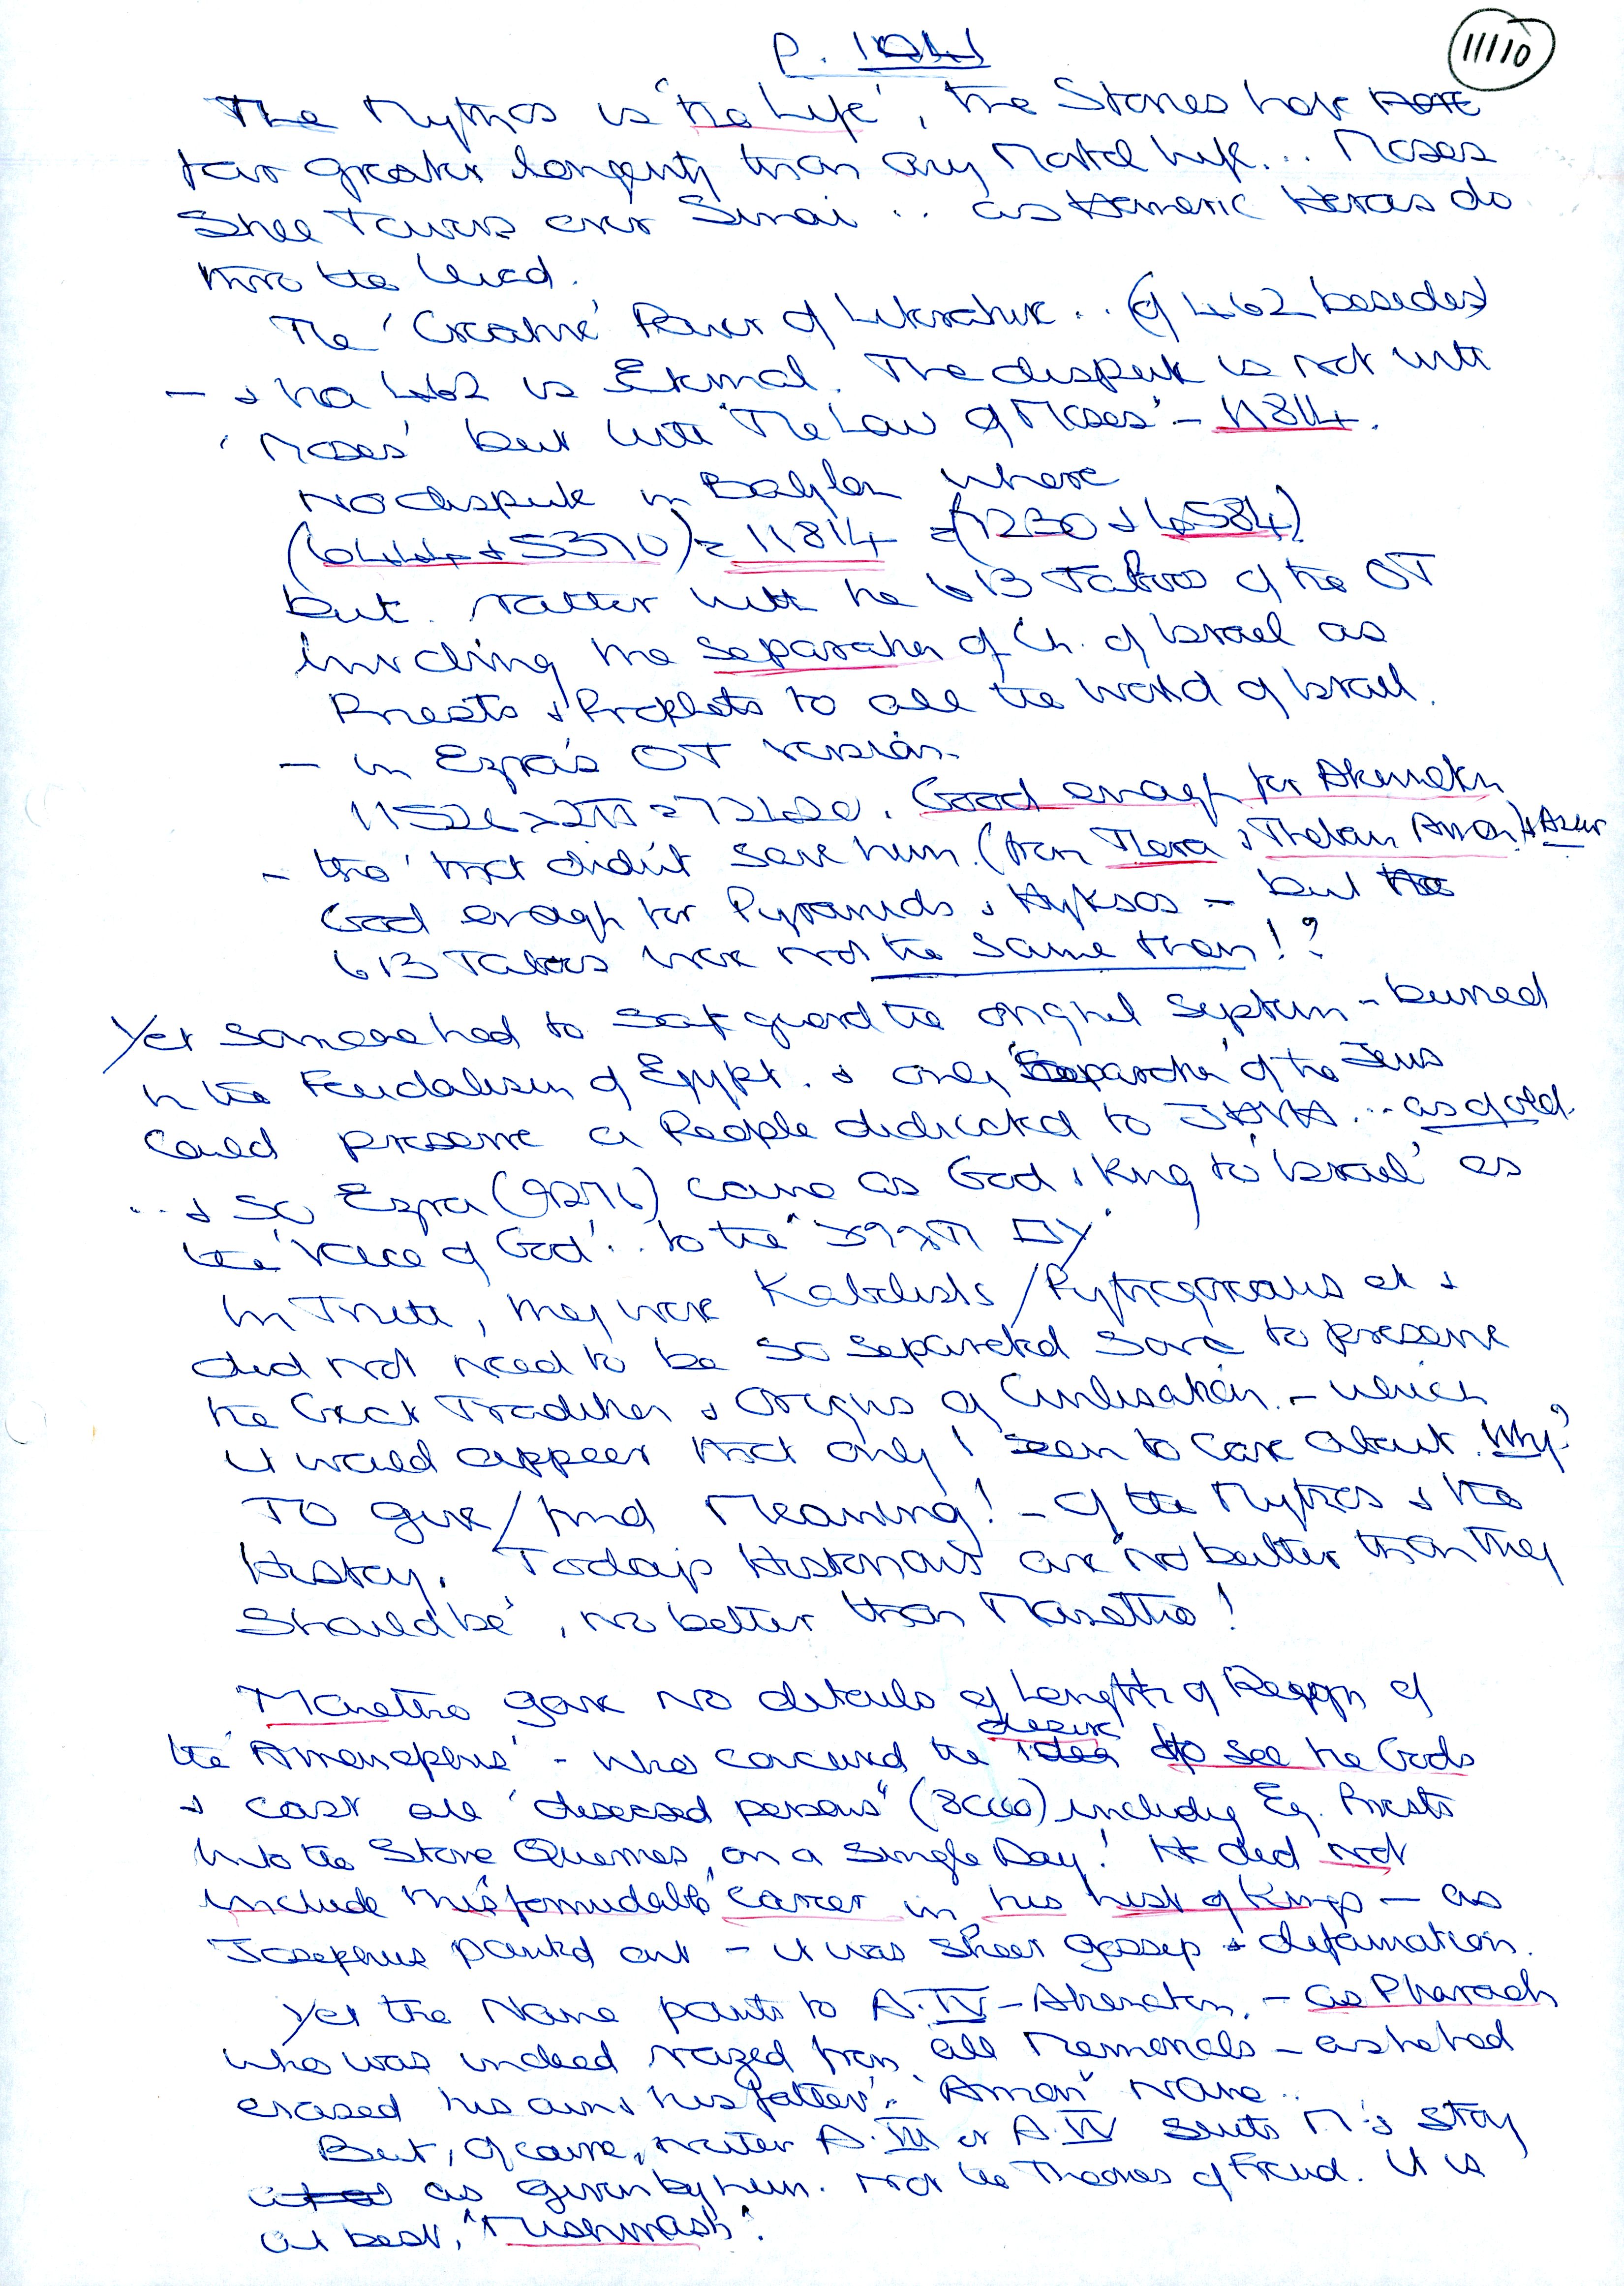 P. 1041
11110
The Mythos is 'the Life', the Stories have
far greater longevity than any Mortal life... Moses
Still Towers over Sinai .. as Homeric Heroes do
thro the Iliad.
The 'Creative' Power of Literature .. (of 462 besides)
— & the 462 is Eternal. The dispute is not with
'Moses' but with 'The Law of Moses' – 11814.
No dispute in Babylon where
(6444 + 5370) = 11814 = (7230 + 4584)
but rather with the 613 Taboos of the OT
involving the separation of Ch. of Israel as
Priests & Prophets to all the world of Israel.
– in Ezra's OT version.
11526 x 2π = 72420. Good enough for Akenaten
– tho' that didn't save him. (from Thera & Theban Amon) &
Good enough for Pyramids & Hyksos – but
613 Taboos were not the same then!?
Yet someone had to safeguard the original System – buried
in the Feudalism of Egypt. & only 'Separation' of the Jews
could preserve a People dedicated to JAVA ... as of old.
... & so Ezra (9276) came as God & King to 'Israel' as
the 'Voice of God' .. to the
In Truth, they were Kabalists / Pythagoreans et &
did not need to be so separated save to preserve
the Great Tradition & Origins of Civilisation. – which
it would appear that only I seem to care about. Why?
To give / find Meaning! – of the Mythos & the
History. Today's Historians are 'no better than they
should be', no better than Manetho!
Manetho gave no details of Length of Reign of
the 'Amenophis' – who conceived the idea desire to see the Gods
& cast all "diseased persons" (8000) including Eg. Priests
into the Stone Quarries, on a single Day! He did not
include this "formidable" career in his list of Kings – as
Josephus pointed out – it was sheer gossip & defamation.
Yet the Name points to A.IV – Akenaten, – as Pharaoh
who was indeed razed from all Memorials – as he had
erased his own & his father's "Amon" Name ..
But, of course, neither A.III or A.IV suits M's story
as given by him. Nor the Theories of Freud. It is
at best, "Mishmash".